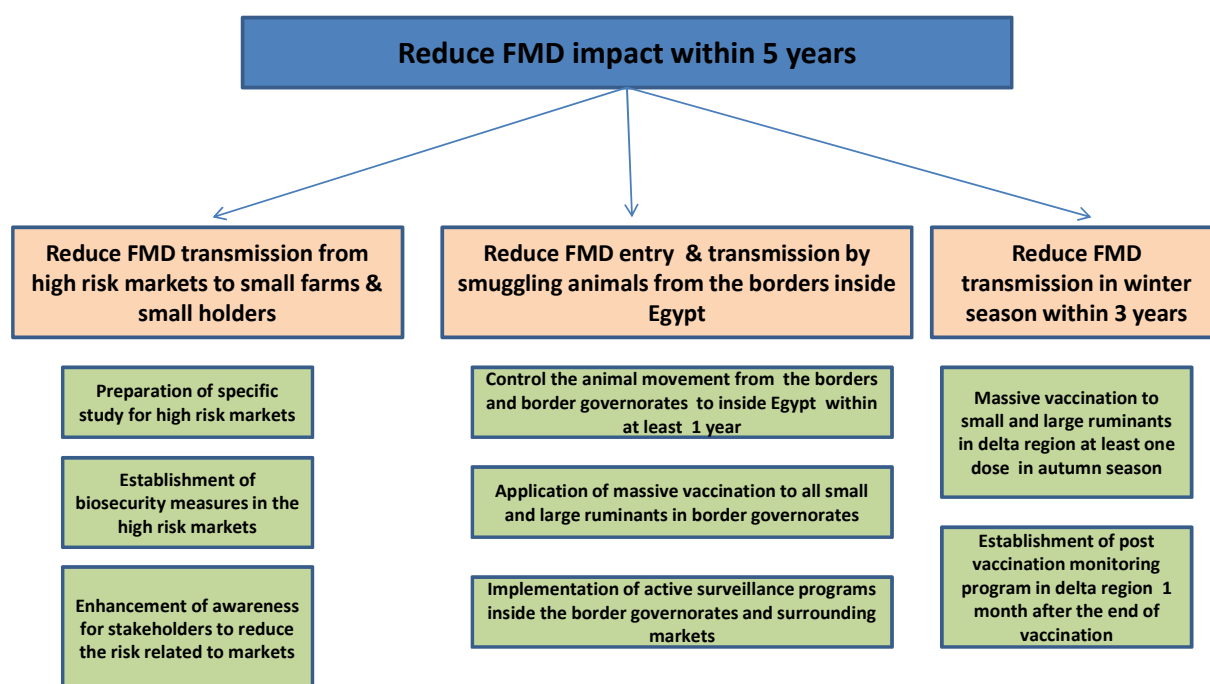 Reduce FMD impact within 5 years
Reduce FMD transmission from
high risk markets to small farms &
small holders
Preparation of specific
study for high risk markets
Establishment of
biosecurity measures in the
high risk markets
Enhancement of awareness
for stakeholders to reduce
the risk related to markets
Reduce FMD entry & transmission by
smuggling animals from the borders inside
Egypt
Control the animal movement from the borders
and border governorates to inside Egypt within
at least 1 year
Application of massive vaccination to all small
and large ruminants in border governorates
Implementation of active surveillance programs
inside the border governorates and surrounding
markets
Reduce FMD
transmission in winter
season within 3 years
Massive vaccination to
small and large ruminants
in delta region at least one
dose in autumn season
Establishment of post
vaccination monitoring
program in delta region 1
month after the end of
vaccination